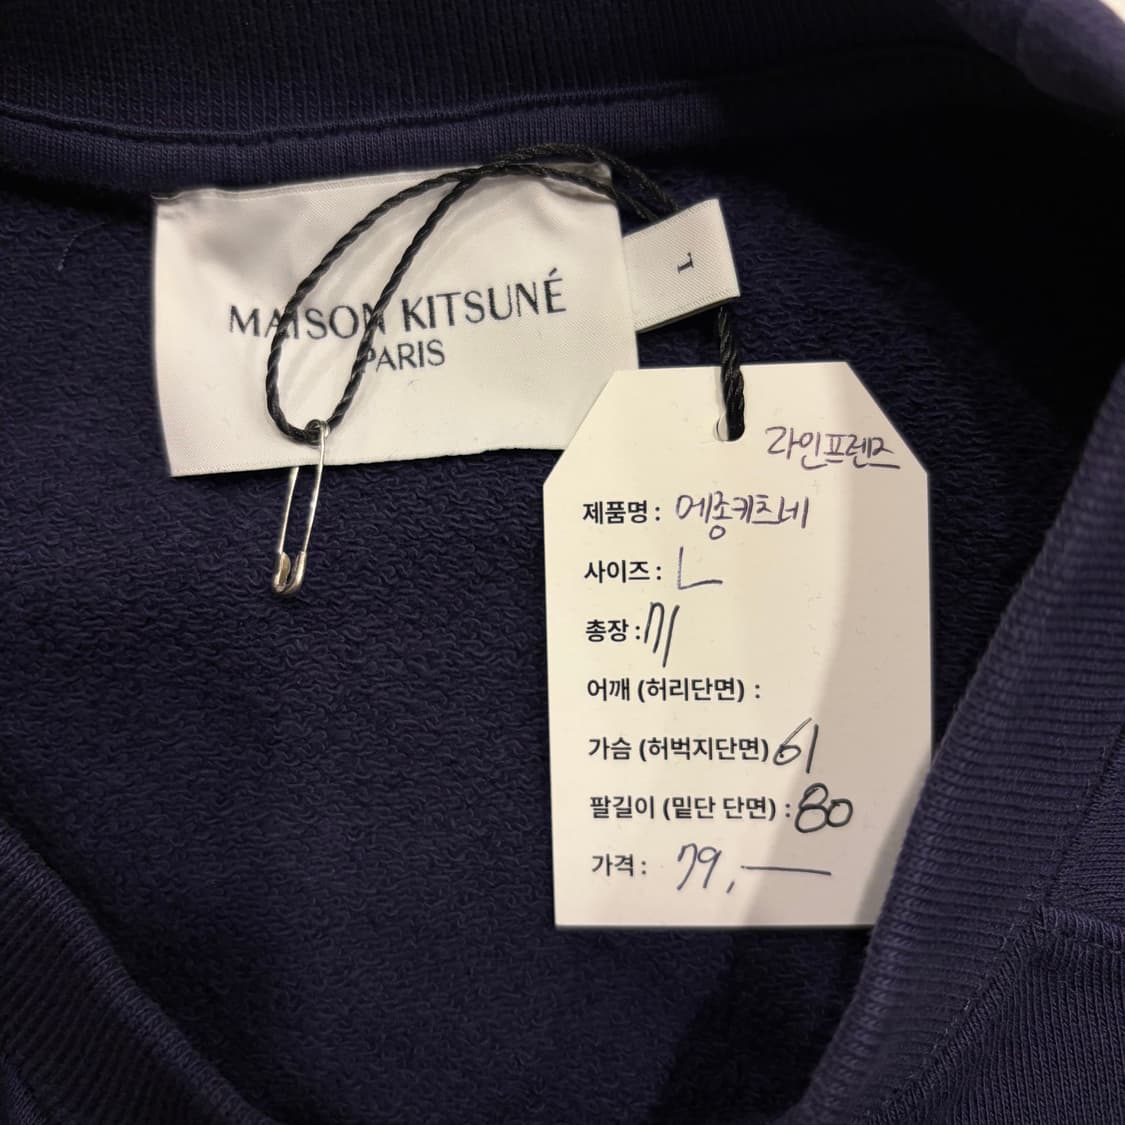 MAISON KITSUNÉ
PARIS
L
라인프렌즈
제품명 : 메종키츠네
사이즈 : L
총장 : 71
어깨 (허리단면) :
가슴 (허벅지단면) 61
팔길이 (밑단 단면) : 80
가격 : 79,—